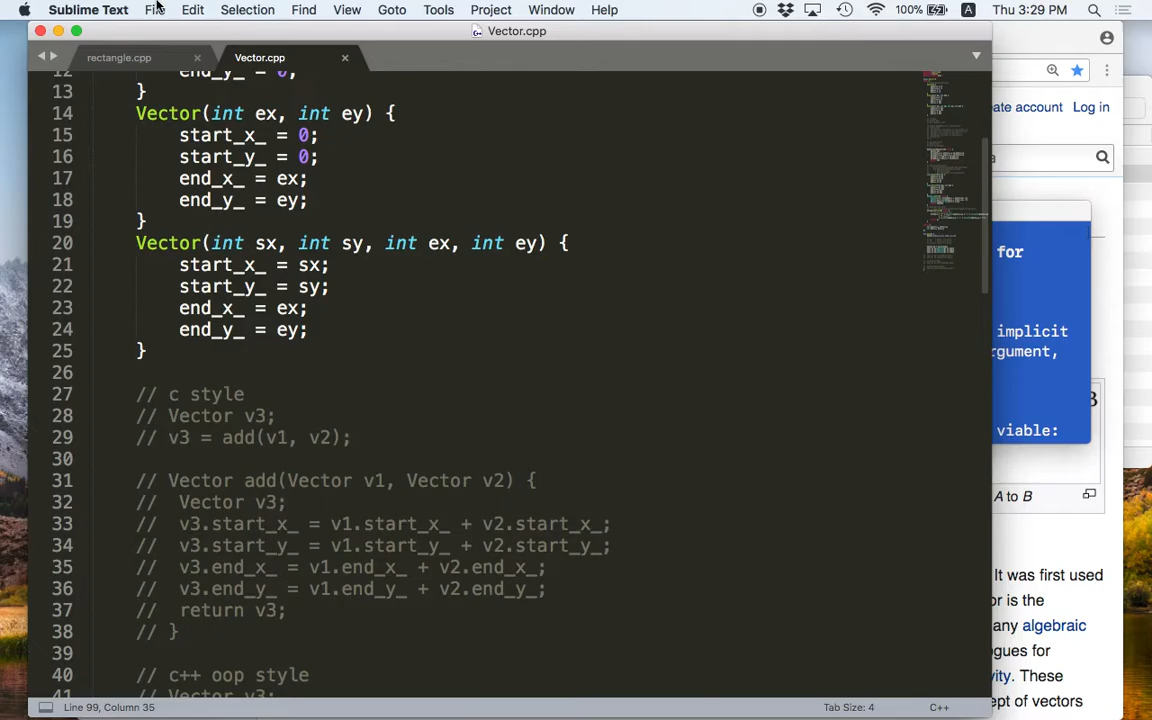 Sublime Text File Edit Selection Find View Goto Tools Project Window Help 100% A Thu 3:29 PM
Vector.cpp
rectangle.cpp × Vector.cpp ×
12 end_y_ = 0;
13 }
14 Vector(int ex, int ey) {
15 start_x_ = 0;
16 start_y_ = 0;
17 end_x_ = ex;
18 end_y_ = ey;
19 }
20 Vector(int sx, int sy, int ex, int ey) {
21 start_x_ = sx;
22 start_y_ = sy;
23 end_x_ = ex;
24 end_y_ = ey;
25 }
26
27 // c style
28 // Vector v3;
29 // v3 = add(v1, v2);
30
31 // Vector add(Vector v1, Vector v2) {
32 // Vector v3;
33 // v3.start_x_ = v1.start_x_ + v2.start_x_;
34 // v3.start_y_ = v1.start_y_ + v2.start_y_;
35 // v3.end_x_ = v1.end_x_ + v2.end_x_;
36 // v3.end_y_ = v1.end_y_ + v2.end_y_;
37 // return v3;
38 // }
39
40 // c++ oop style
41 // Vector v3;
Line 99, Column 35 Tab Size: 4 C++
eate account Log in
a
for
implicit
rgument,
viable:
B
A to B
It was first used
or is the
any algebraic
ogues for
vity. These
ept of vectors